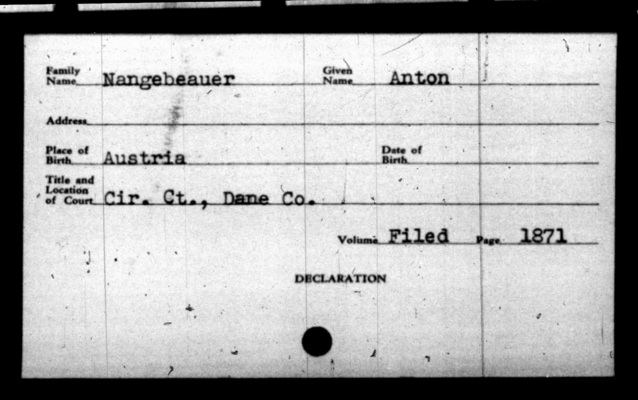 Family Name Nangebeauer Given Name Anton
Address
Place of Birth Austria Date of Birth
Title and Location of Court Cir. Ct., Dane Co.
Volume Filed Page 1871
DECLARATION